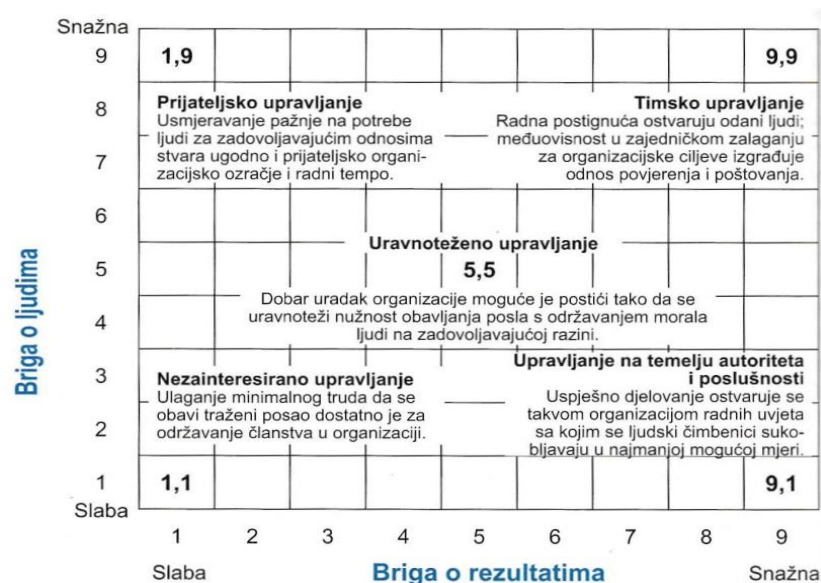 Snažna
9
1,9
9,9
8
Prijateljsko upravljanje
Usmjeravanje pažnje na potrebe
ljudi za zadovoljavajućim odnosima
stvara ugodno i prijateljsko organi-
zacijsko ozračje i radni tempo.
Timsko upravljanje
Radna postignuća ostvaruju odani ljudi;
međuovisnost u zajedničkom zalaganju
za organizacijske ciljeve izgrađuje
odnos povjerenja i poštovanja.
7
6
Uravnoteženo upravljanje
5
5,5
Dobar uradak organizacije moguće je postići tako da se
uravnoteži nužnost obavljanja posla s održavanjem morala
ljudi na zadovoljavajućoj razini.
4
Briga o ljudima
3
Nezainteresirano upravljanje
Ulaganje minimalnog truda da se
obavi traženi posao dostatno je za
održavanje članstva u organizaciji.
Upravljanje na temelju autoriteta
i poslušnosti
Uspješno djelovanje ostvaruje se
takvom organizacijom radnih uvjeta
sa kojim se ljudski čimbenici suko-
bljavaju u najmanjoj mogućoj mjeri.
2
1
1,1
9,1
Slaba
1 2 3 4 5 6 7 8 9
Slaba
Briga o rezultatima
Snažna